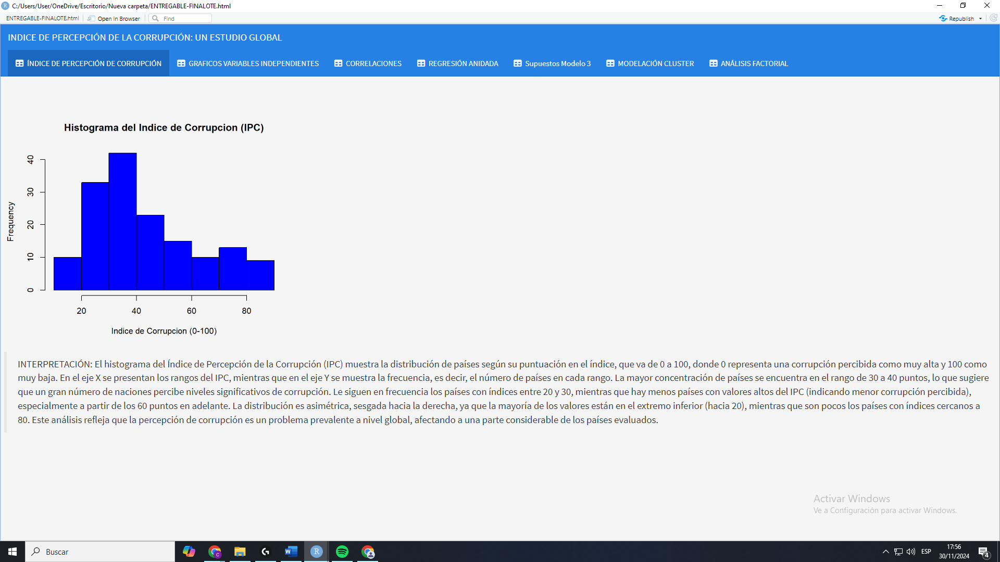 C:/Users/User/OneDrive/Escritorio/Nueva carpeta/ENTREGABLE-FINALOTE.html
ENTREGABLE-FINALOTE.html Open in Browser Find Republish
INDICE DE PERCEPCIÓN DE LA CORRUPCIÓN: UN ESTUDIO GLOBAL
ÍNDICE DE PERCEPCIÓN DE CORRUPCIÓN GRAFICOS VARIABLES INDEPENDIENTES CORRELACIONES REGRESIÓN ANIDADA Supuestos Modelo 3 MODELACIÓN CLUSTER ANÁLISIS FACTORIAL
Histograma del Indice de Corrupcion (IPC)
Frequency
40
30
20
10
0
20 40 60 80
Indice de Corrupcion (0-100)
INTERPRETACIÓN: El histograma del Índice de Percepción de la Corrupción (IPC) muestra la distribución de países según su puntuación en el índice, que va de 0 a 100, donde 0 representa una corrupción percibida como muy alta y 100 como
muy baja. En el eje X se presentan los rangos del IPC, mientras que en el eje Y se muestra la frecuencia, es decir, el número de países en cada rango. La mayor concentración de países se encuentra en el rango de 30 a 40 puntos, lo que sugiere
que un gran número de naciones percibe niveles significativos de corrupción. Le siguen en frecuencia los países con índices entre 20 y 30, mientras que hay menos países con valores altos del IPC (indicando menor corrupción percibida),
especialmente a partir de los 60 puntos en adelante. La distribución es asimétrica, sesgada hacia la derecha, ya que la mayoría de los valores están en el extremo inferior (hacia 20), mientras que son pocos los países con índices cercanos a
80. Este análisis refleja que la percepción de corrupción es un problema prevalente a nivel global, afectando a una parte considerable de los países evaluados.
Activar Windows
Ve a Configuración para activar Windows.
Buscar
ESP
17:56
30/11/2024
4